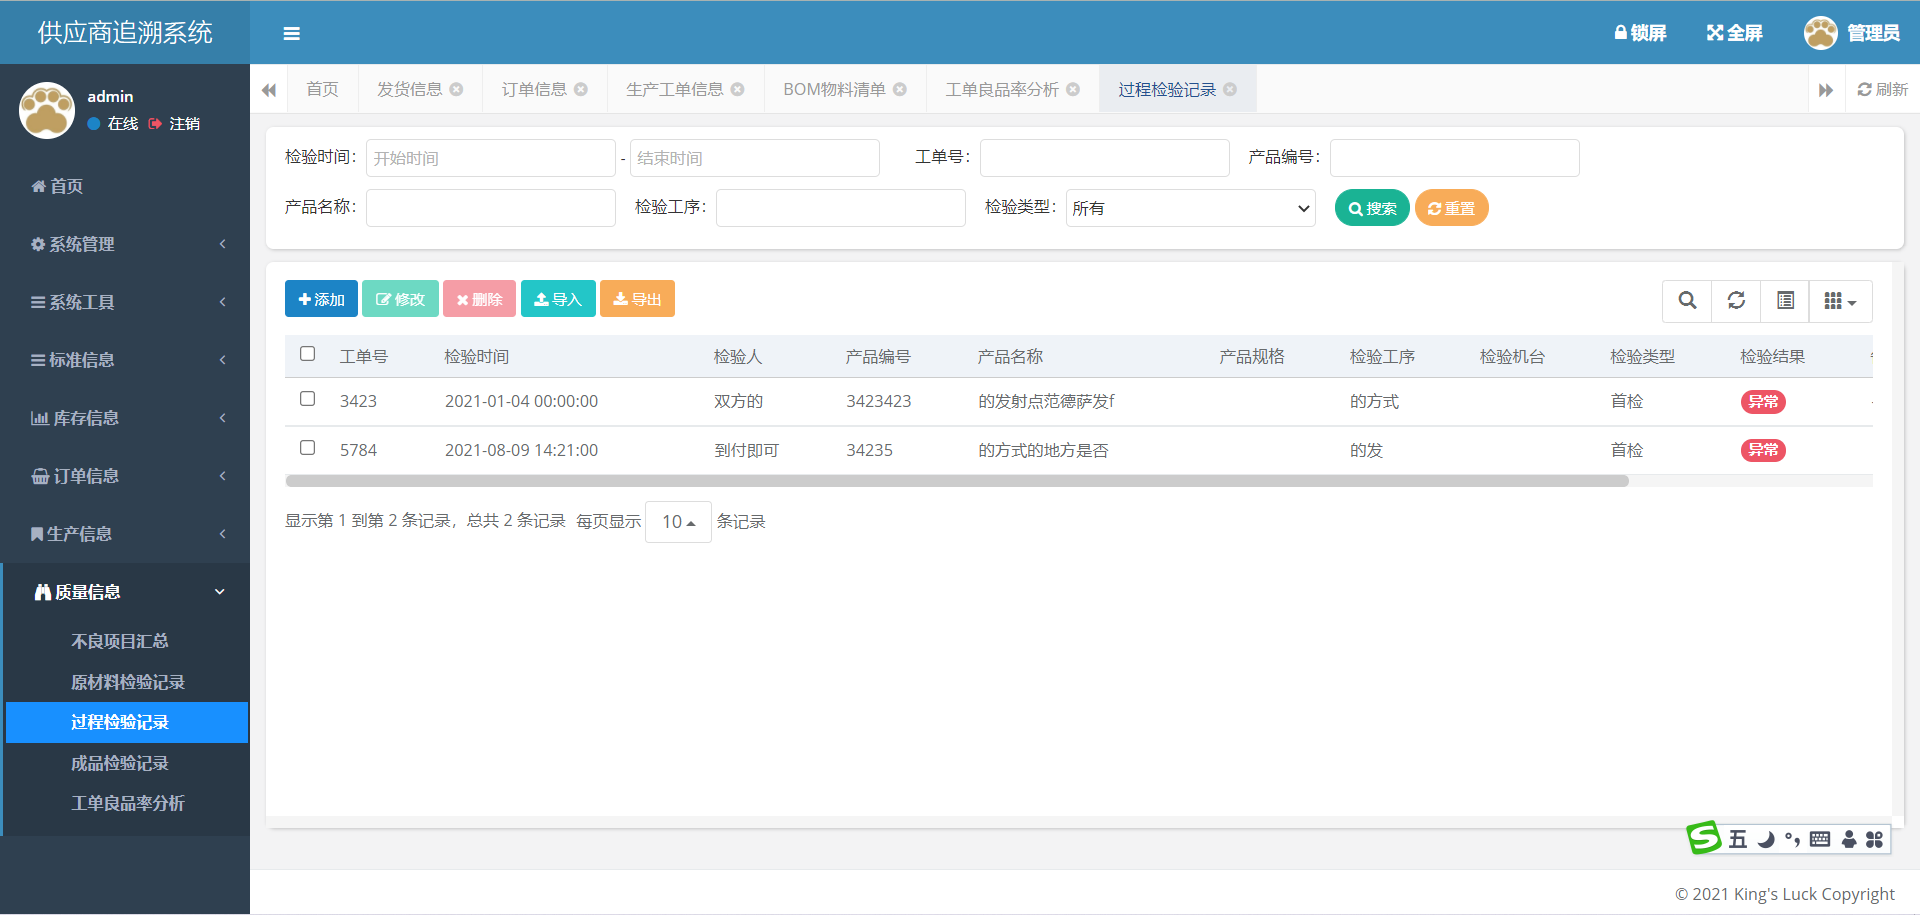 供应商追溯系统
锁屏 全屏 管理员
admin
在线 注销
首页
系统管理
系统工具
标准信息
库存信息
订单信息
生产信息
质量信息
不良项目汇总
原材料检验记录
过程检验记录
成品检验记录
工单良品率分析
首页 发货信息 订单信息 生产工单信息 BOM物料清单 工单良品率分析 过程检验记录 刷新
检验时间： 开始时间 - 结束时间 工单号： 产品编号：
产品名称： 检验工序： 检验类型： 所有 搜索 重置
添加 修改 删除 导入 导出
工单号 检验时间 检验人 产品编号 产品名称 产品规格 检验工序 检验机台 检验类型 检验结果
3423 2021-01-04 00:00:00 双方的 3423423 的发射点范德萨发f 的方式 首检 异常
5784 2021-08-09 14:21:00 到付即可 34235 的方式的地方是否 的发 首检 异常
显示第 1 到第 2 条记录，总共 2 条记录 每页显示 10 条记录
五
© 2021 King's Luck Copyright